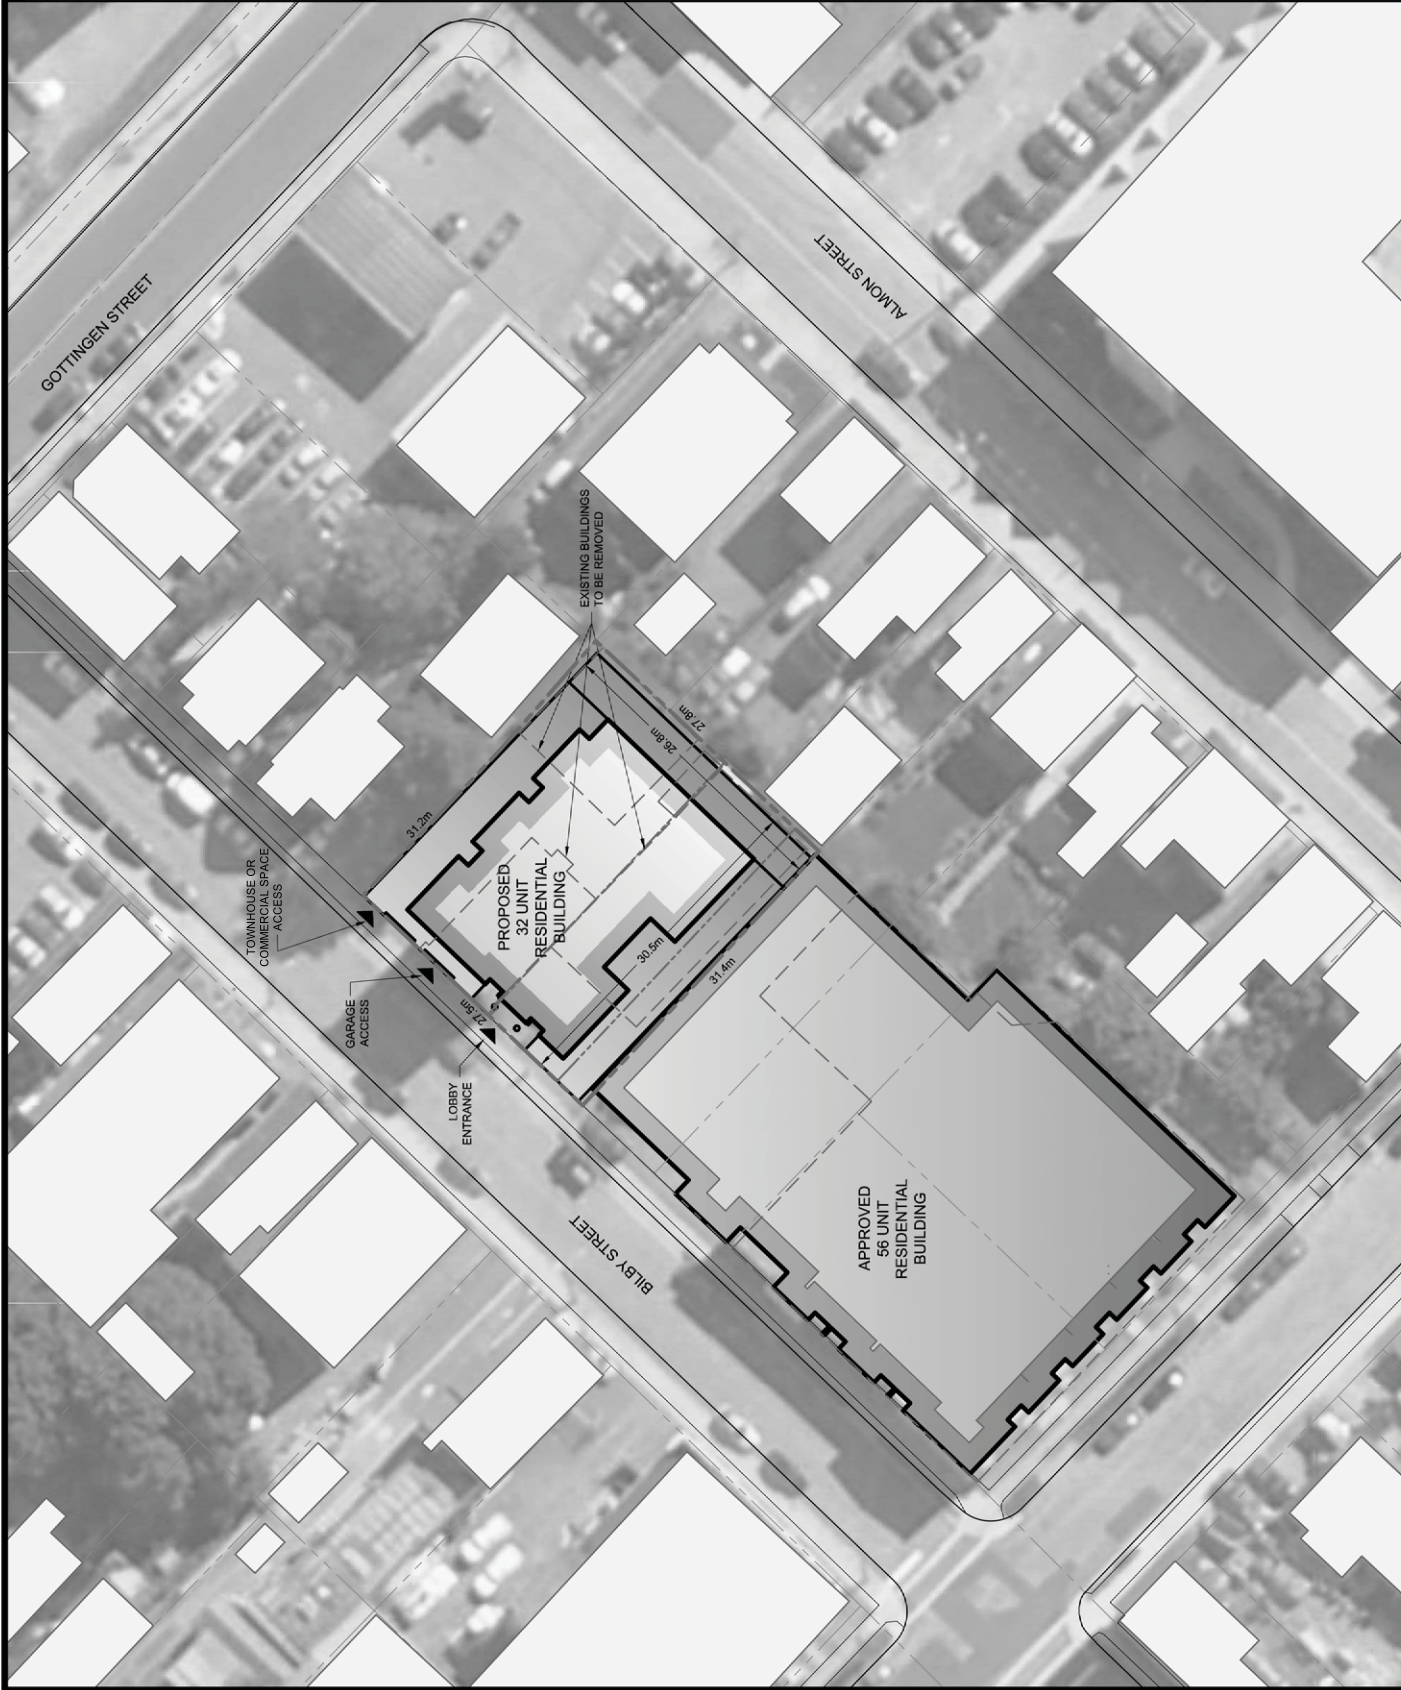 GOTTINGEN STREET
ALMON STREET
EXISTING BUILDINGS
TO BE REMOVED
27.8m
26.8m
31.2m
TOWNHOUSE OR
COMMERCIAL SPACE
ACCESS
PROPOSED
32 UNIT
RESIDENTIAL
BUILDING
30.5m
31.4m
GARAGE
ACCESS
27.5m
LOBBY
ENTRANCE
BILBY STREET
APPROVED
56 UNIT
RESIDENTIAL
BUILDING